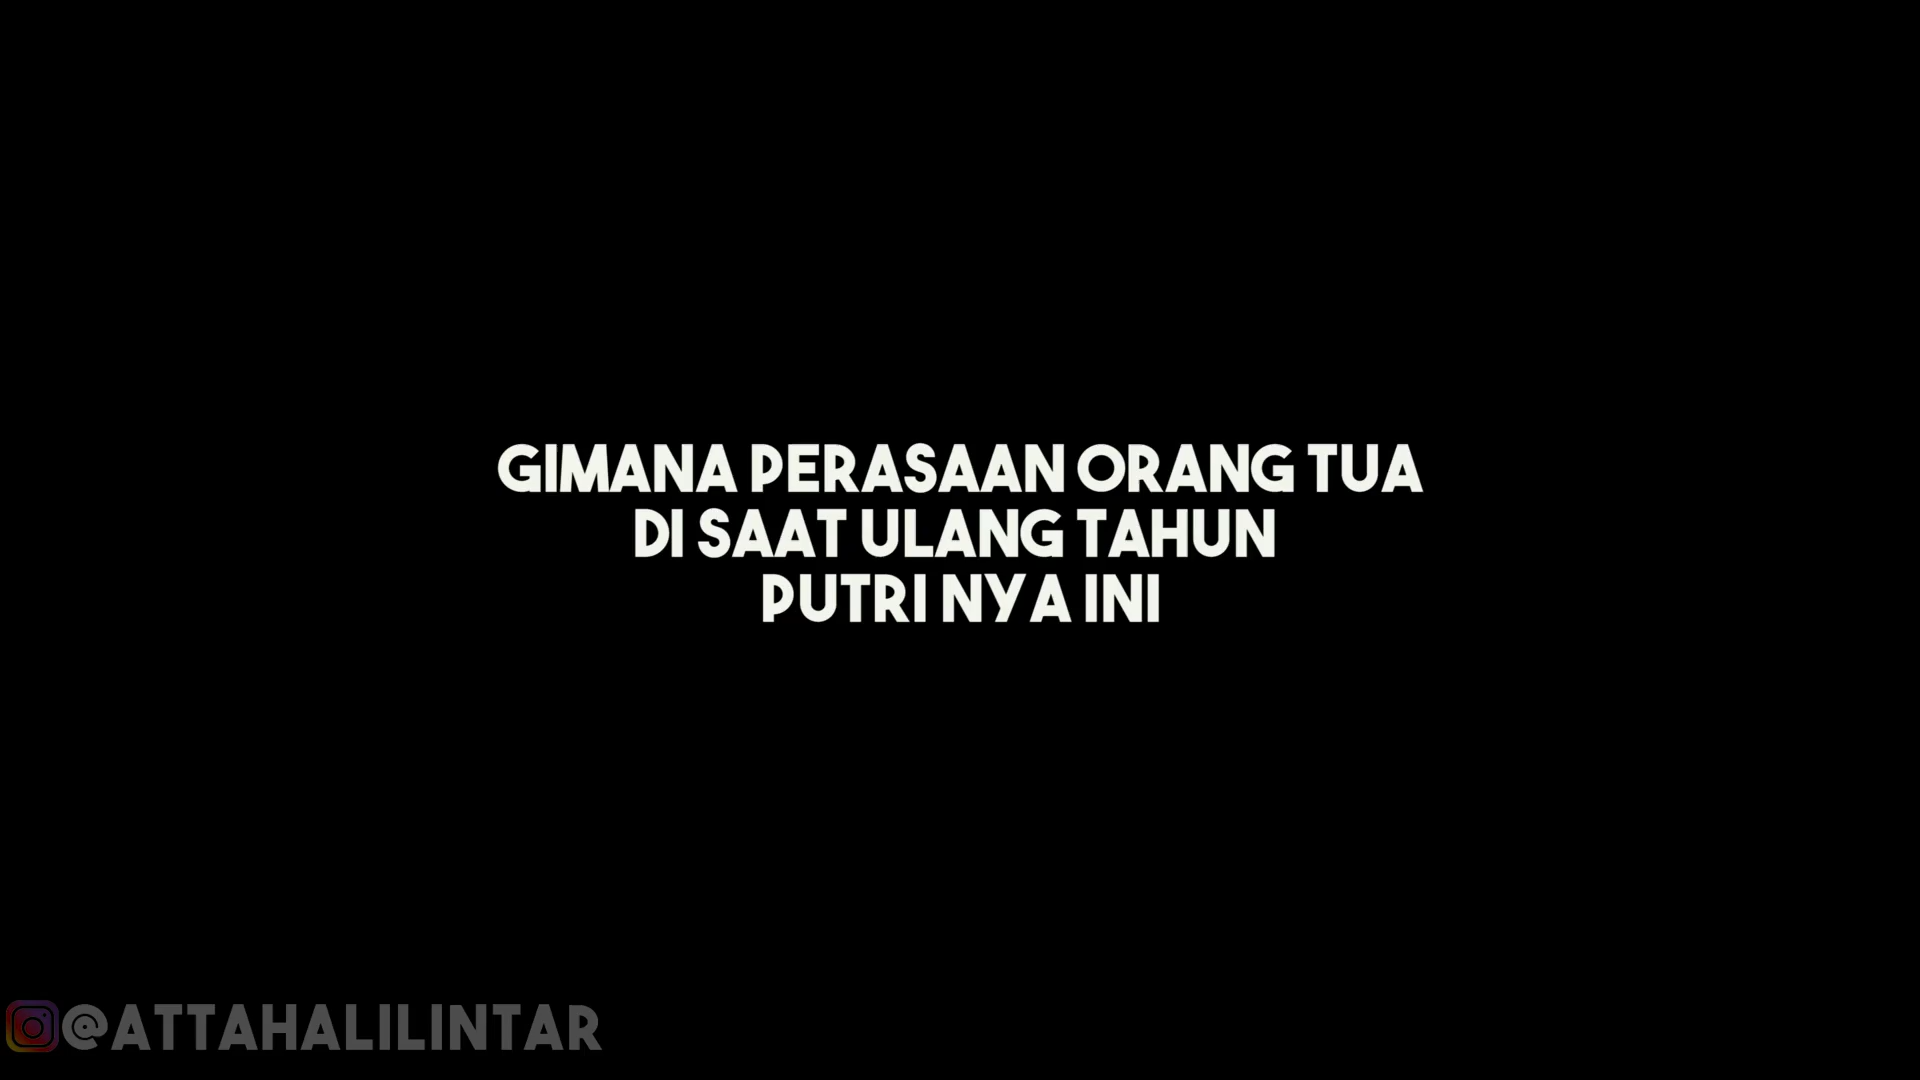 GIMANA PERASAAN ORANG TUA
DI SAAT ULANG TAHUN
PUTRI NYA INI
@ATTAHALILINTAR